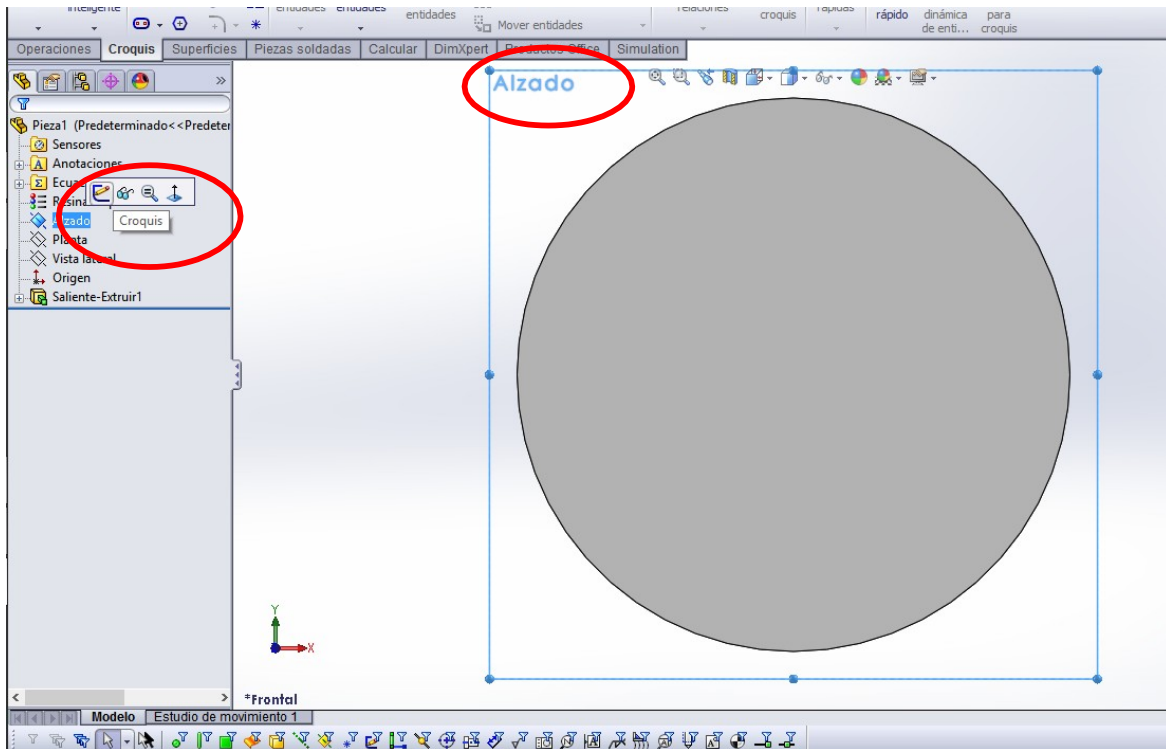 inteligente
entidades entidades
entidades
Mover entidades
relaciones
croquis
rápidas
rápido
dinámica
de enti...
para
croquis
Operaciones Croquis Superficies Piezas soldadas Calcular DimXpert Productos Office Simulation
Alzado
Pieza1 (Predeterminado<<Predeter
Sensores
Anotaciones
Alzado
Croquis
Planta
Vista lateral
Origen
Saliente-Extruir1
Y
X
*Frontal
Modelo Estudio de movimiento 1